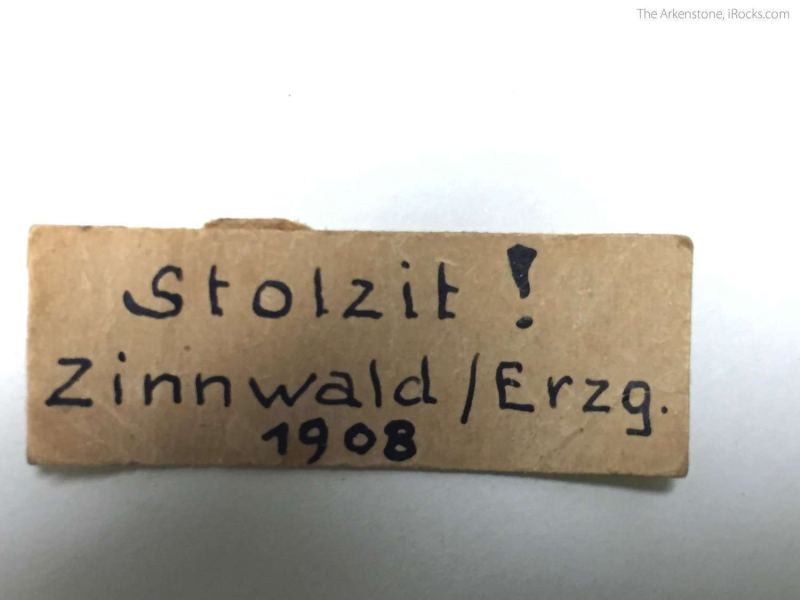 The Arkenstone, iRocks.com
Stolzit !
Zinnwald / Erzg.
1908